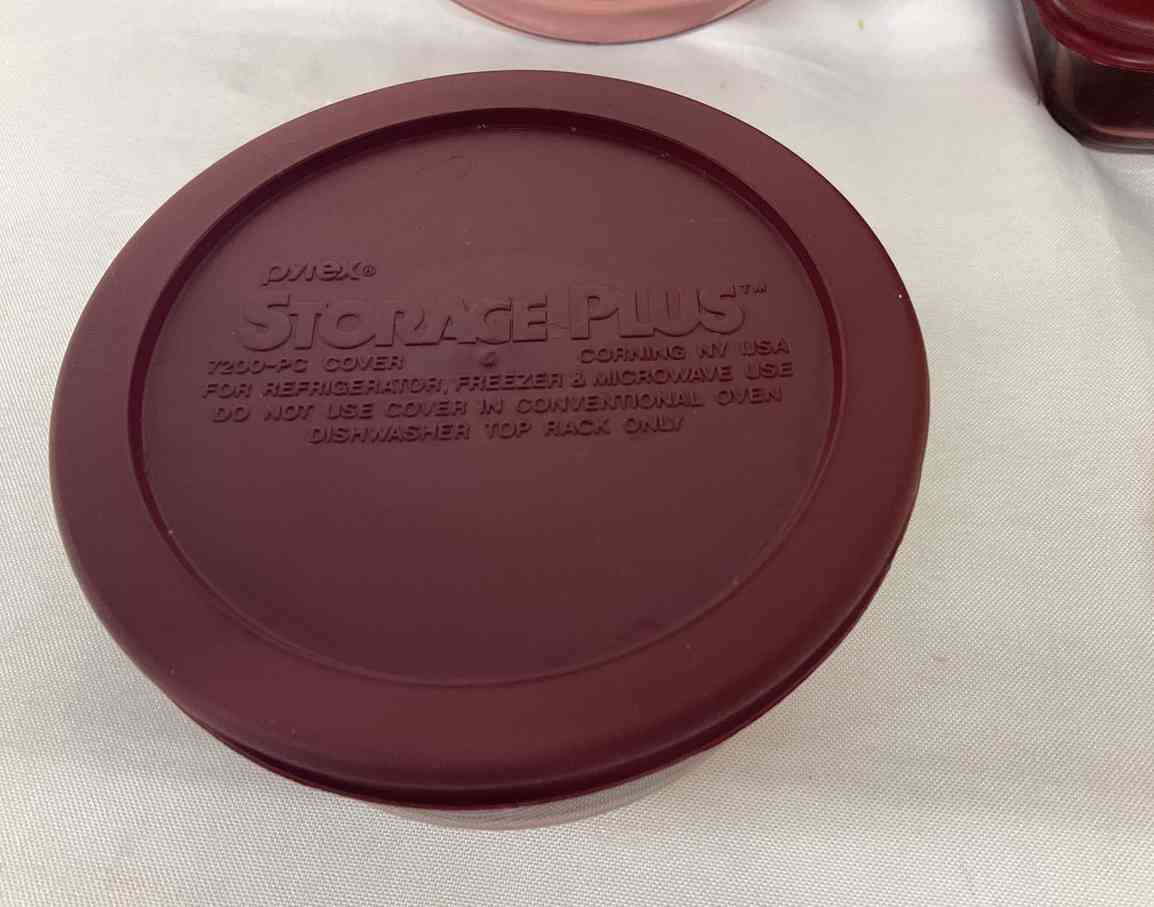 pyrex®
STORAGE PLUS™
7200-PC COVER 6 CORNING NY USA
FOR REFRIGERATOR, FREEZER & MICROWAVE USE
DO NOT USE COVER IN CONVENTIONAL OVEN
DISHWASHER TOP RACK ONLY